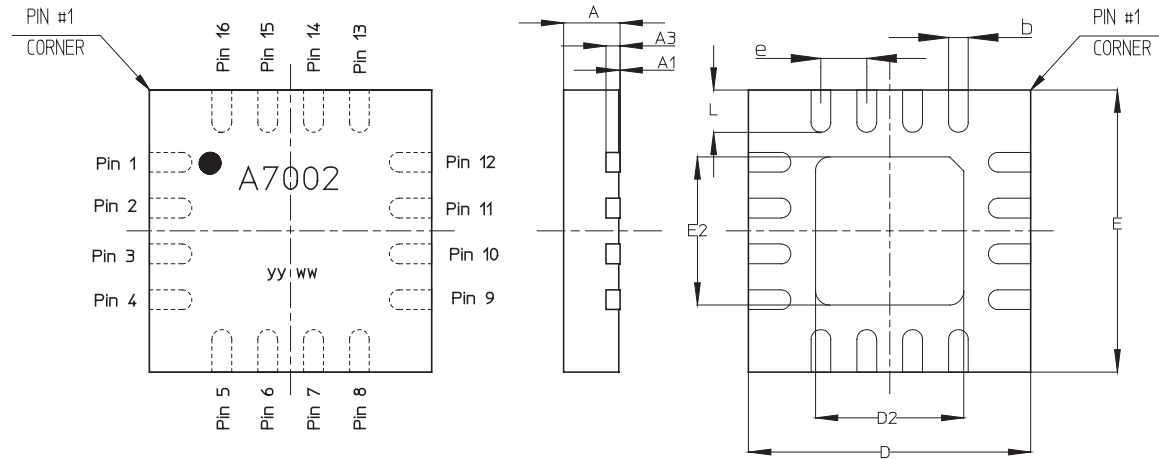 PIN #1
CORNER
Pin 16
Pin 15
Pin 14
Pin 13
Pin 1
Pin 2
Pin 3
Pin 4
A7002
yy ww
Pin 12
Pin 11
Pin 10
Pin 9
Pin 5
Pin 6
Pin 7
Pin 8
A
A3
A1
PIN #1
CORNER
e
b
L
E2
E
D2
D